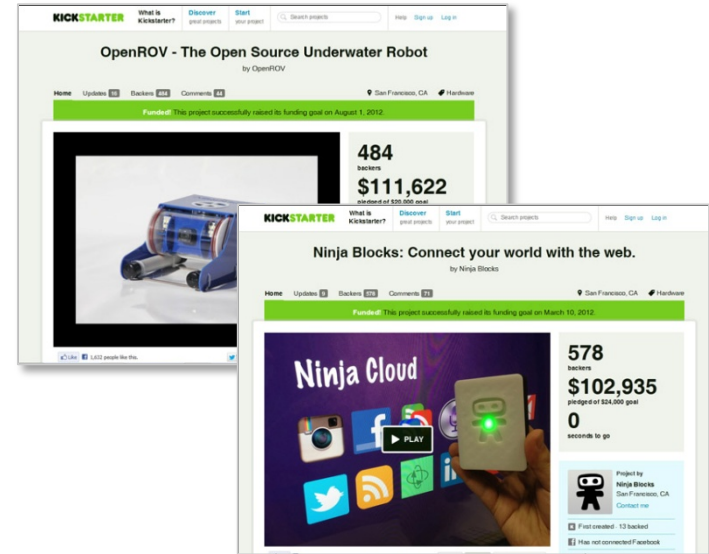 KICKSTARTER What is Kickstarter? Discover great projects Start your project Search projects Help Sign up Log in
OpenROV - The Open Source Underwater Robot
by OpenROV
Home Updates 16 Backers 484 Comments 44 San Francisco, CA Hardware
Funded! This project successfully raised its funding goal on August 1, 2012.
484
backers
$111,622
pledged of $20,000 goal
Like 1,632 people like this.
KICKSTARTER What is Kickstarter? Discover great projects Start your project Search projects Help Sign up Log in
Ninja Blocks: Connect your world with the web.
by Ninja Blocks
Home Updates Backers 578 Comments 71 San Francisco, CA Hardware
Funded! This project successfully raised its funding goal on March 10, 2012.
Ninja Cloud
PLAY
578
backers
$102,935
pledged of $24,000 goal
0
seconds to go
Project by
Ninja Blocks
San Francisco, CA
Contact me
First created · 13 backed
Has not connected Facebook